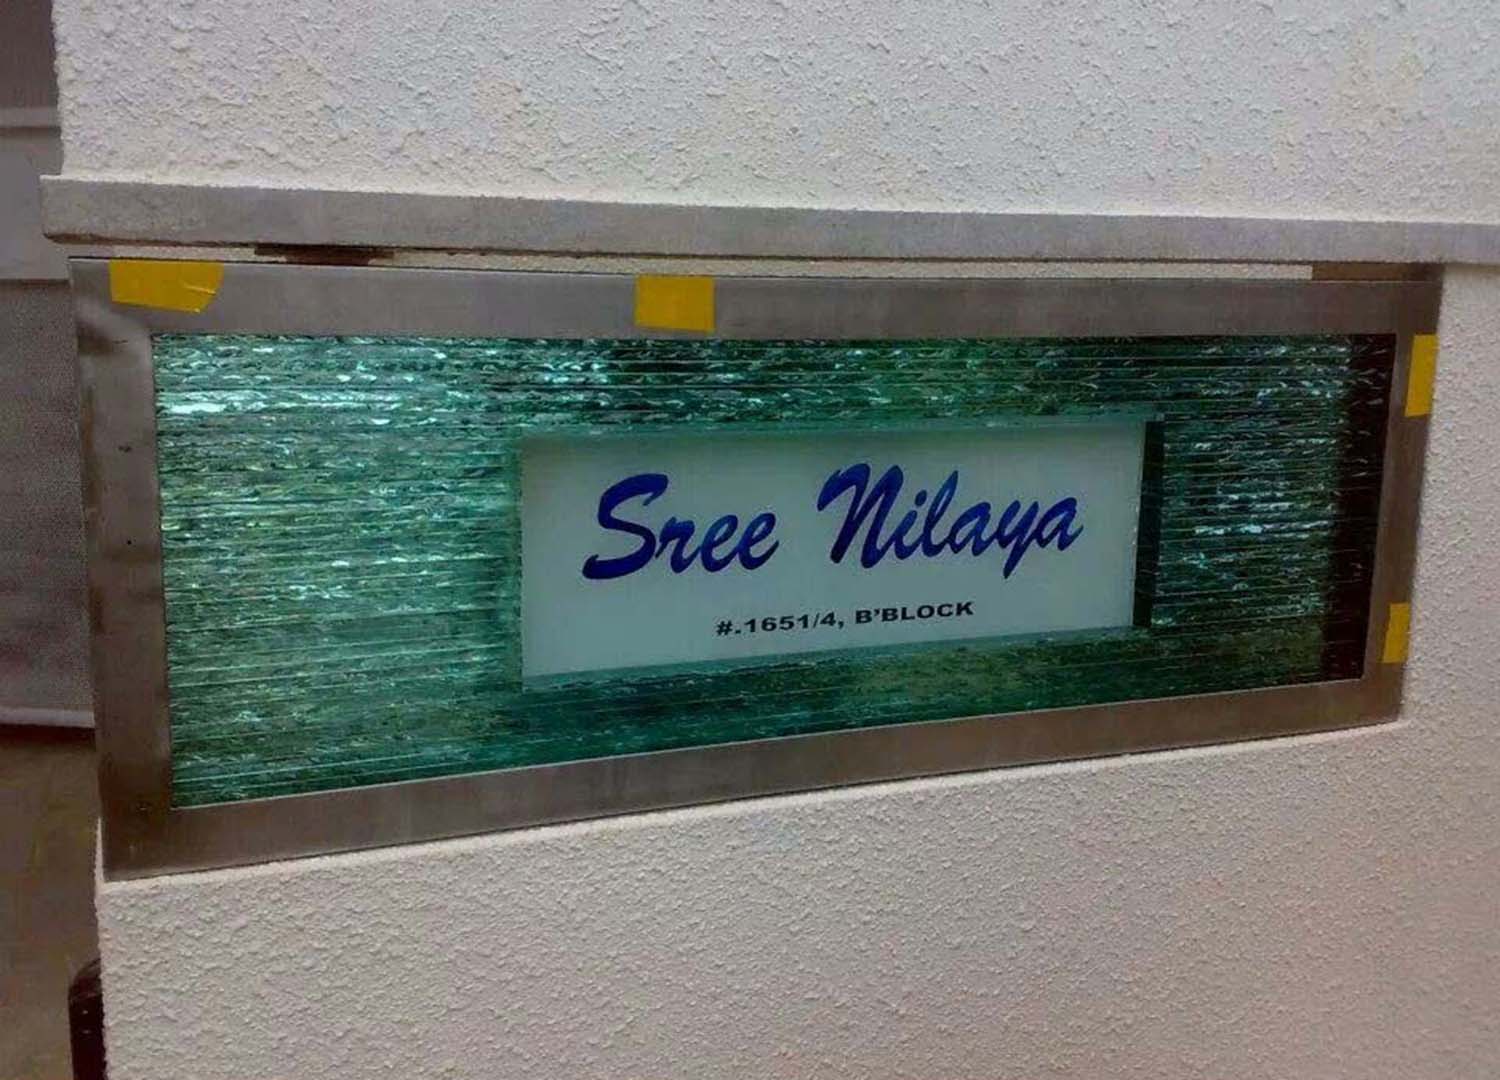 Sree Nilaya
#.1651/4, B'BLOCK